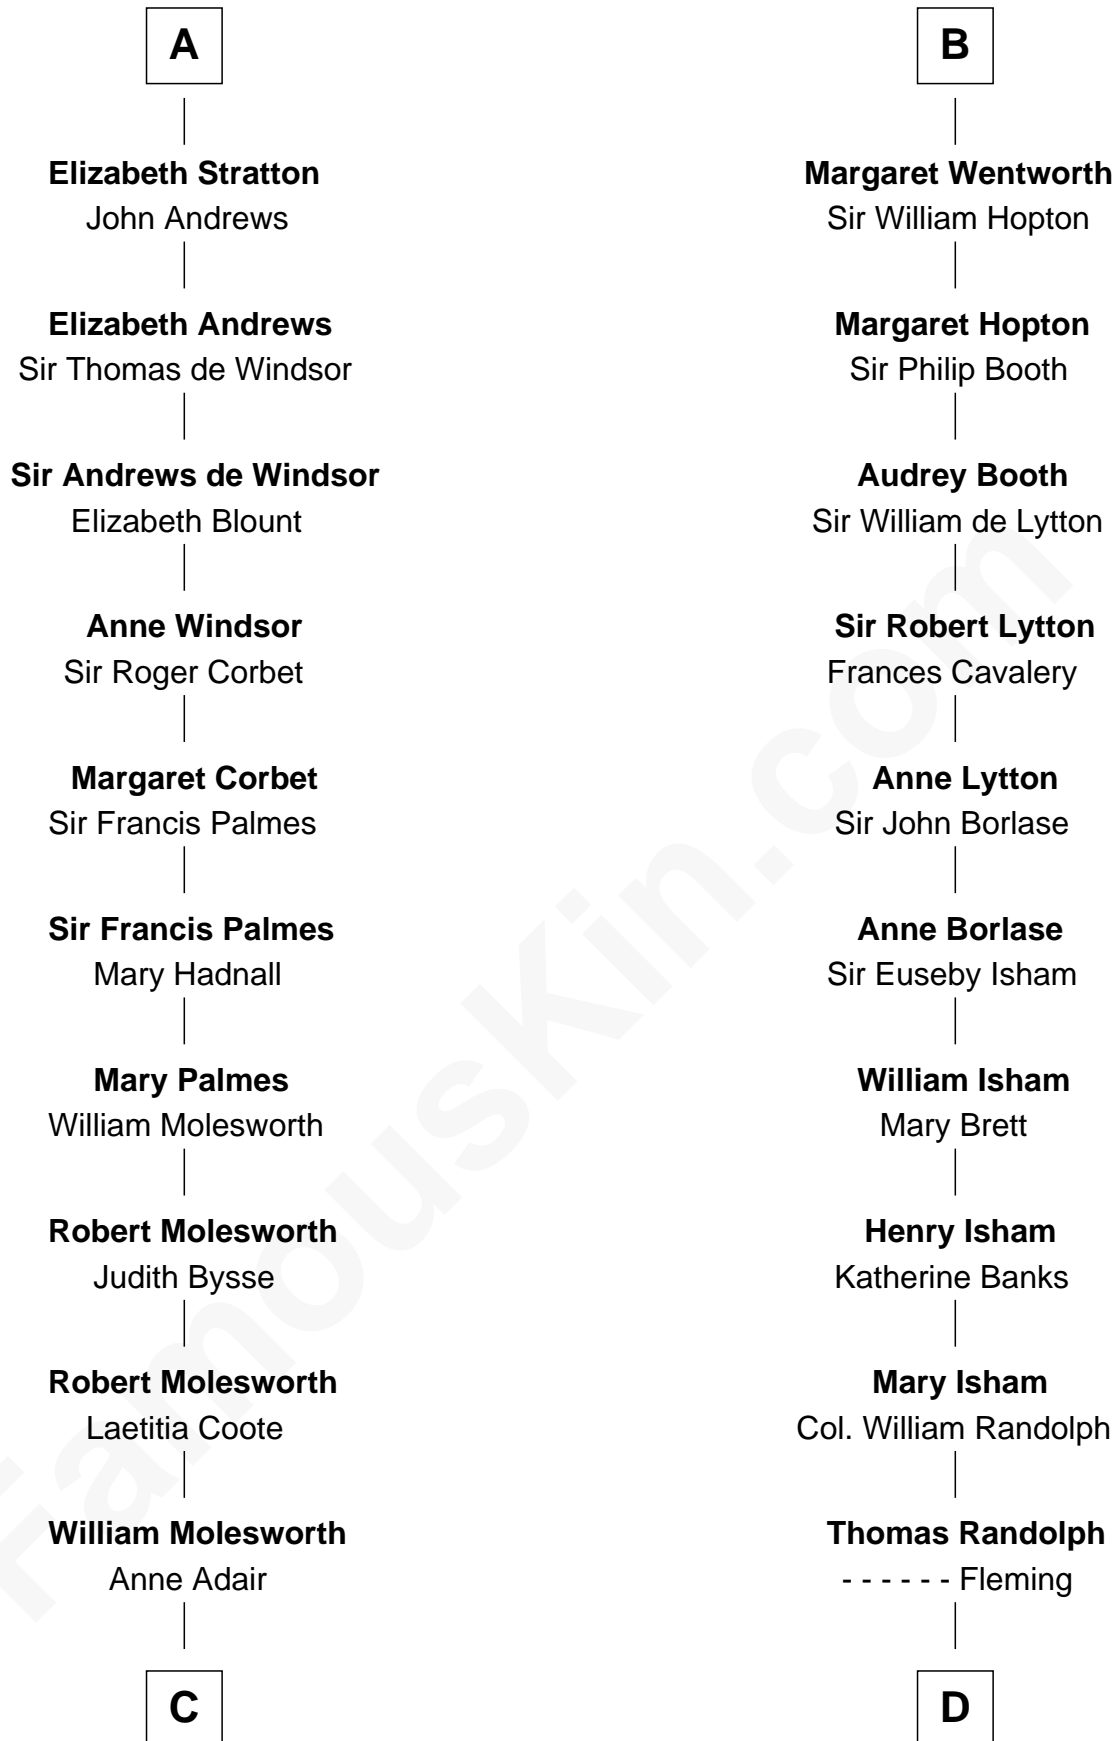 A
Elizabeth Stratton
John Andrews
Elizabeth Andrews
Sir Thomas de Windsor
Sir Andrews de Windsor
Elizabeth Blount
Anne Windsor
Sir Roger Corbet
Margaret Corbet
Sir Francis Palmes
Sir Francis Palmes
Mary Hadnall
Mary Palmes
William Molesworth
Robert Molesworth
Judith Bysse
Robert Molesworth
Laetitia Coote
William Molesworth
Anne Adair
C
B
Margaret Wentworth
Sir William Hopton
Margaret Hopton
Sir Philip Booth
Audrey Booth
Sir William de Lytton
Sir Robert Lytton
Frances Cavalery
Anne Lytton
Sir John Borlase
Anne Borlase
Sir Euseby Isham
William Isham
Mary Brett
Henry Isham
Katherine Banks
Mary Isham
Col. William Randolph
Thomas Randolph
- - - - - - Fleming
D
FamousKin.com